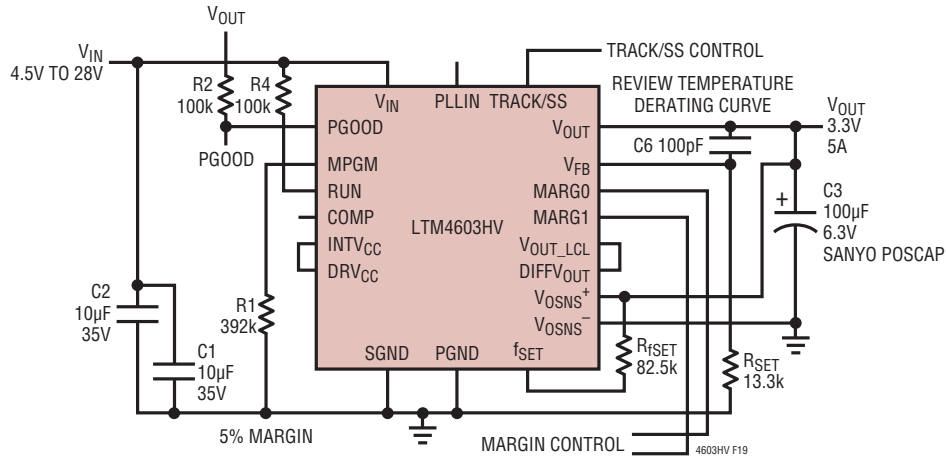 VOUT
VIN
4.5V TO 28V
R2
100k
R4
100k
PGOOD
TRACK/SS CONTROL
REVIEW TEMPERATURE
DERATING CURVE
VIN
PLLIN
TRACK/SS
PGOOD
MPGM
RUN
COMP
INTVCC
DRVCC
LTM4603HV
VOUT
VFB
MARG0
MARG1
VOUT_LCL
DIFFVOUT
VOSNS+
VOSNS–
SGND
PGND
fSET
C6 100pF
VOUT
3.3V
5A
+
C3
100µF
6.3V
SANYO POSCAP
C2
10µF
35V
C1
10µF
35V
R1
392k
RfSET
82.5k
RSET
13.3k
5% MARGIN
MARGIN CONTROL
4603HV F19